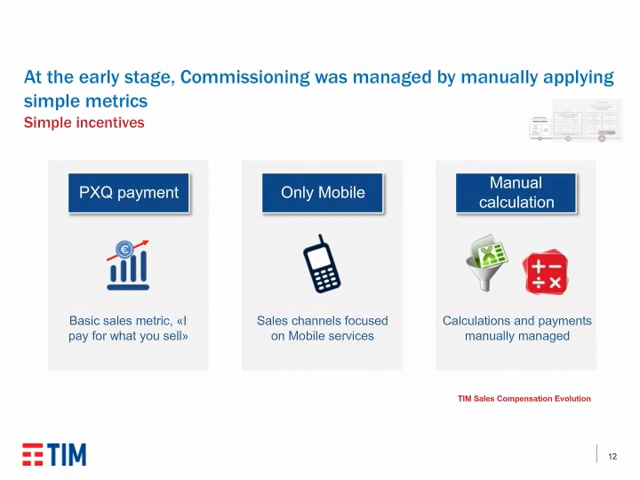 At the early stage, Commissioning was managed by manually applying
simple metrics
Simple incentives
PXQ payment
Only Mobile
Manual
calculation
Basic sales metric, «I
pay for what you sell»
Sales channels focused
on Mobile services
Calculations and payments
manually managed
TIM Sales Compensation Evolution
TIM
12